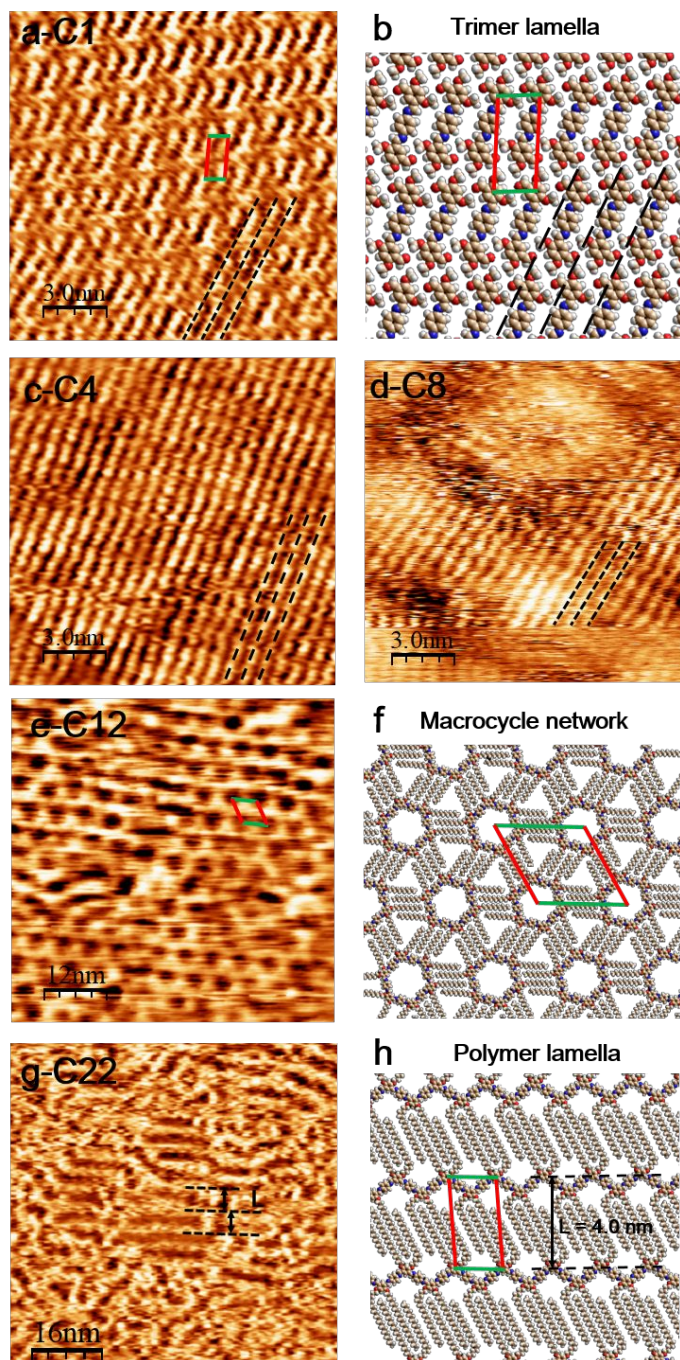 a-C1
3.0nm
b Trimer lamella
c-C4
3.0nm
d-C8
3.0nm
e-C12
12nm
f Macrocycle network
g-C22
L
16nm
h Polymer lamella
L = 4.0 nm